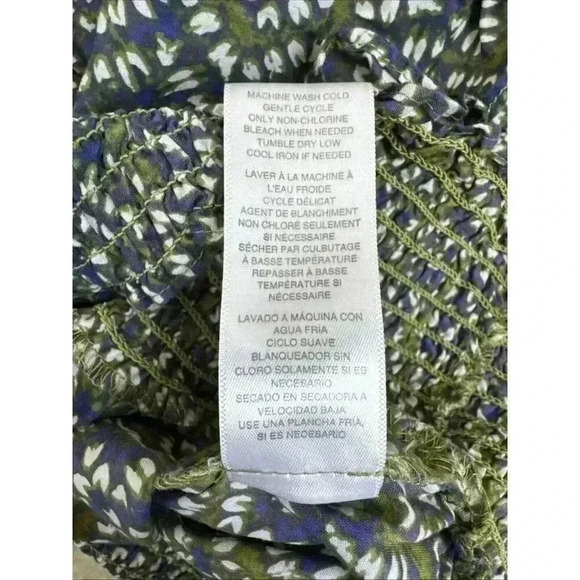 MACHINE WASH COLD
GENTLE CYCLE
ONLY NON-CHLORINE
BLEACH WHEN NEEDED
TUMBLE DRY LOW
COOL IRON IF NEEDED
LAVER À LA MACHINE À
L'EAU FROIDE
CYCLE DÉLICAT
AGENT DE BLANCHIMENT
NON CHLORÉ SEULEMENT
SI NÉCESSAIRE
SÉCHER PAR CULBUTAGE
À BASSE TEMPÉRATURE
REPASSER À BASSE
TEMPÉRATURE SI
NÉCESSAIRE
LAVADO A MÁQUINA CON
AGUA FRÍA
CICLO SUAVE
BLANQUEADOR SIN
CLORO SOLAMENTE SI ES
NECESARIO
SECADO EN SECADORA A
VELOCIDAD BAJA
USE UNA PLANCHA FRÍA,
SI ES NECESARIO